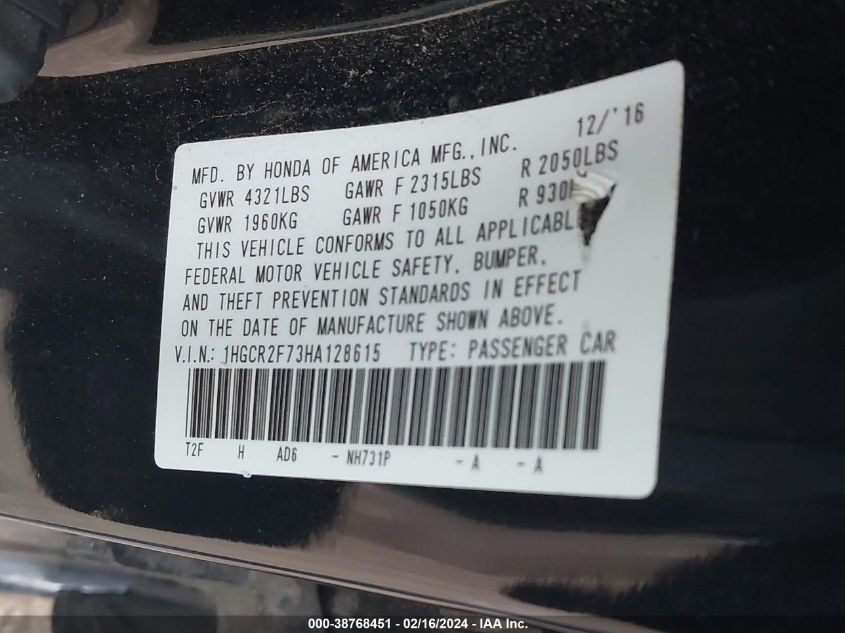 12/'16
MFD. BY HONDA OF AMERICA MFG., INC.
GVWR 4321LBS GAWR F 2315LBS R 2050LBS
GVWR 1960KG GAWR F 1050KG R 930
THIS VEHICLE CONFORMS TO ALL APPLICABL
FEDERAL MOTOR VEHICLE SAFETY, BUMPER,
AND THEFT PREVENTION STANDARDS IN EFFECT
ON THE DATE OF MANUFACTURE SHOWN ABOVE.
V.I.N.: 1HGCR2F73HA128615 TYPE: PASSENGER CAR
T2F H AD6 - NH731P - A - A
000-38768451 - 02/16/2024 - IAA Inc.